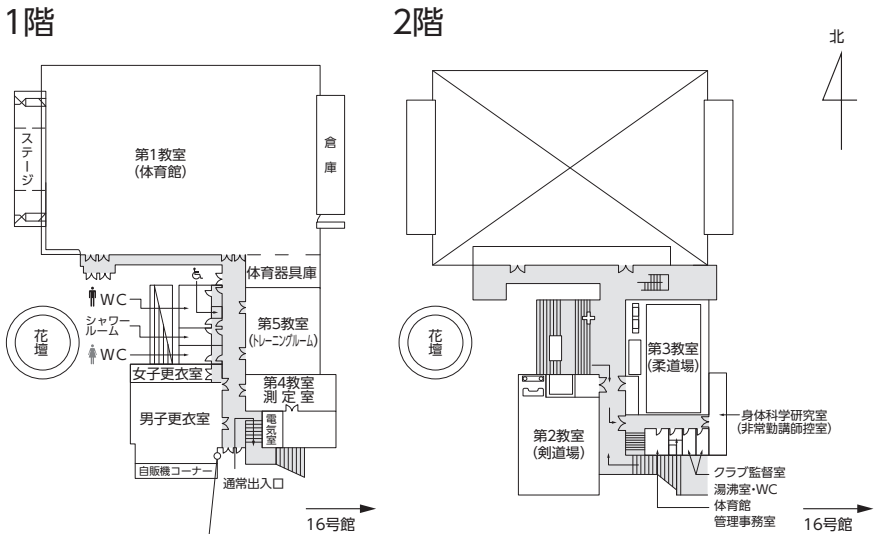 1階
ステージ
第1教室
(体育館)
倉庫
体育器具庫
WC
シャワー
ルーム
WC
花壇
第5教室
(トレーニングルーム)
女子更衣室
第4教室
測定室
男子更衣室
電気室
自販機コーナー
通常出入口
16号館
2階
北
花壇
第3教室
(柔道場)
第2教室
(剣道場)
身体科学研究室
(非常勤講師控室)
クラブ監督室
湯沸室・WC
体育館
管理事務室
16号館